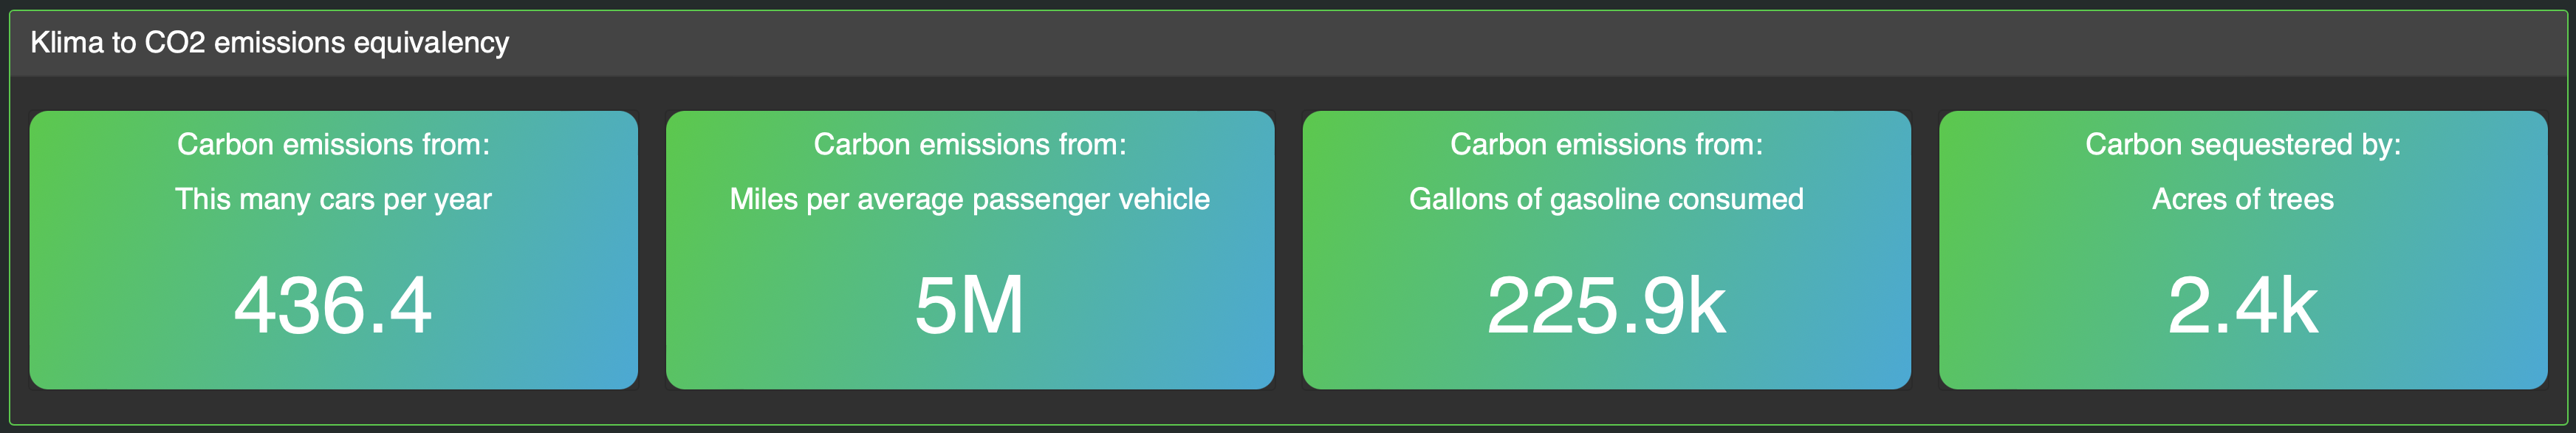 Klima to CO2 emissions equivalency
Carbon emissions from:
This many cars per year
436.4
Carbon emissions from:
Miles per average passenger vehicle
5M
Carbon emissions from:
Gallons of gasoline consumed
225.9k
Carbon sequestered by:
Acres of trees
2.4k